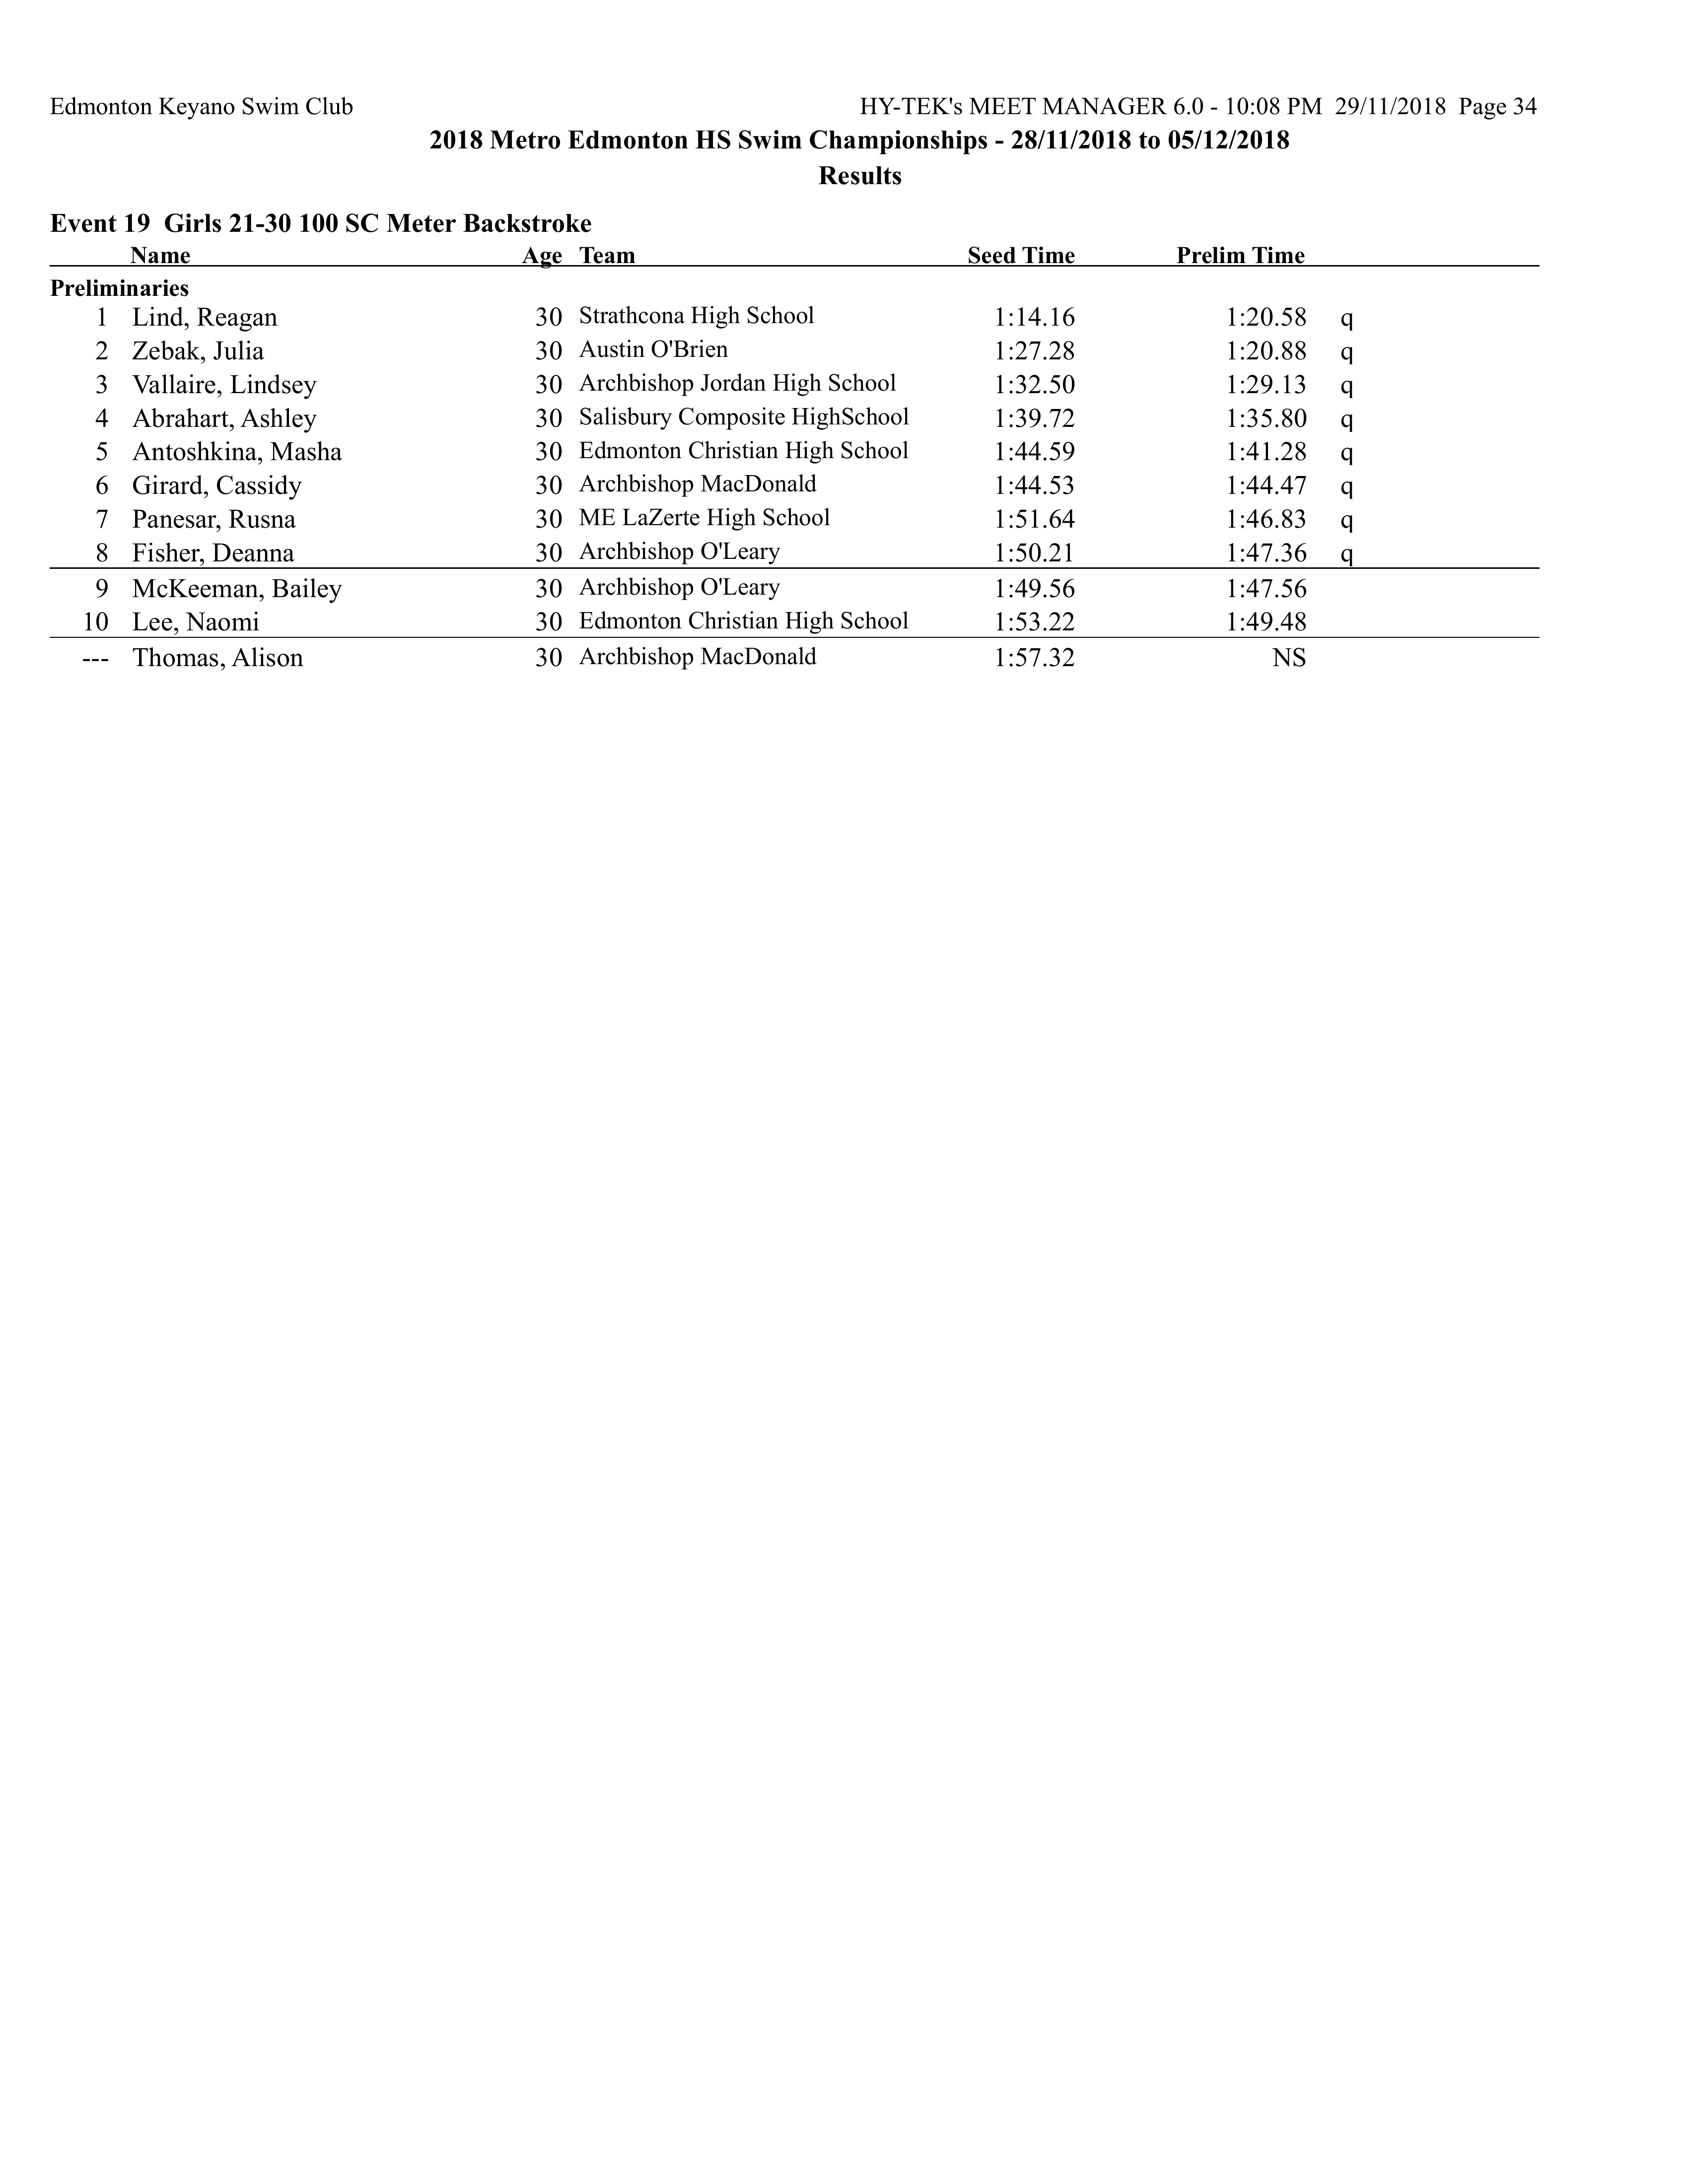 Edmonton Keyano Swim Club HY-TEK's MEET MANAGER 6.0 - 10:08 PM 29/11/2018 Page 34
2018 Metro Edmonton HS Swim Championships - 28/11/2018 to 05/12/2018
Results
Event 19 Girls 21-30 100 SC Meter Backstroke
Name Age Team Seed Time Prelim Time
Preliminaries
1 Lind, Reagan 30 Strathcona High School 1:14.16 1:20.58 q
2 Zebak, Julia 30 Austin O'Brien 1:27.28 1:20.88 q
3 Vallaire, Lindsey 30 Archbishop Jordan High School 1:32.50 1:29.13 q
4 Abrahart, Ashley 30 Salisbury Composite HighSchool 1:39.72 1:35.80 q
5 Antoshkina, Masha 30 Edmonton Christian High School 1:44.59 1:41.28 q
6 Girard, Cassidy 30 Archbishop MacDonald 1:44.53 1:44.47 q
7 Panesar, Rusna 30 ME LaZerte High School 1:51.64 1:46.83 q
8 Fisher, Deanna 30 Archbishop O'Leary 1:50.21 1:47.36 q
9 McKeeman, Bailey 30 Archbishop O'Leary 1:49.56 1:47.56
10 Lee, Naomi 30 Edmonton Christian High School 1:53.22 1:49.48
--- Thomas, Alison 30 Archbishop MacDonald 1:57.32 NS